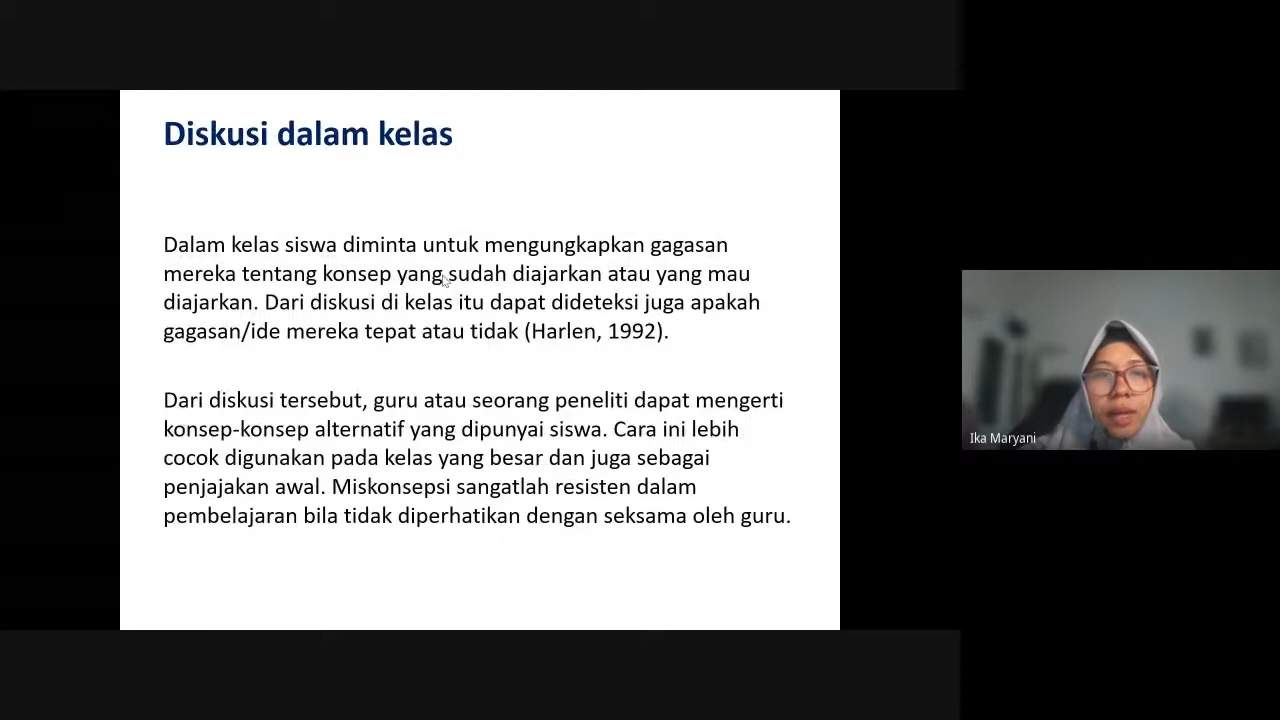 Diskusi dalam kelas
Dalam kelas siswa diminta untuk mengungkapkan gagasan
mereka tentang konsep yang sudah diajarkan atau yang mau
diajarkan. Dari diskusi di kelas itu dapat dideteksi juga apakah
gagasan/ide mereka tepat atau tidak (Harlen, 1992).
Dari diskusi tersebut, guru atau seorang peneliti dapat mengerti
konsep-konsep alternatif yang dipunyai siswa. Cara ini lebih
cocok digunakan pada kelas yang besar dan juga sebagai
penjajakan awal. Miskonsepsi sangatlah resisten dalam
pembelajaran bila tidak diperhatikan dengan seksama oleh guru.
Ika Maryani